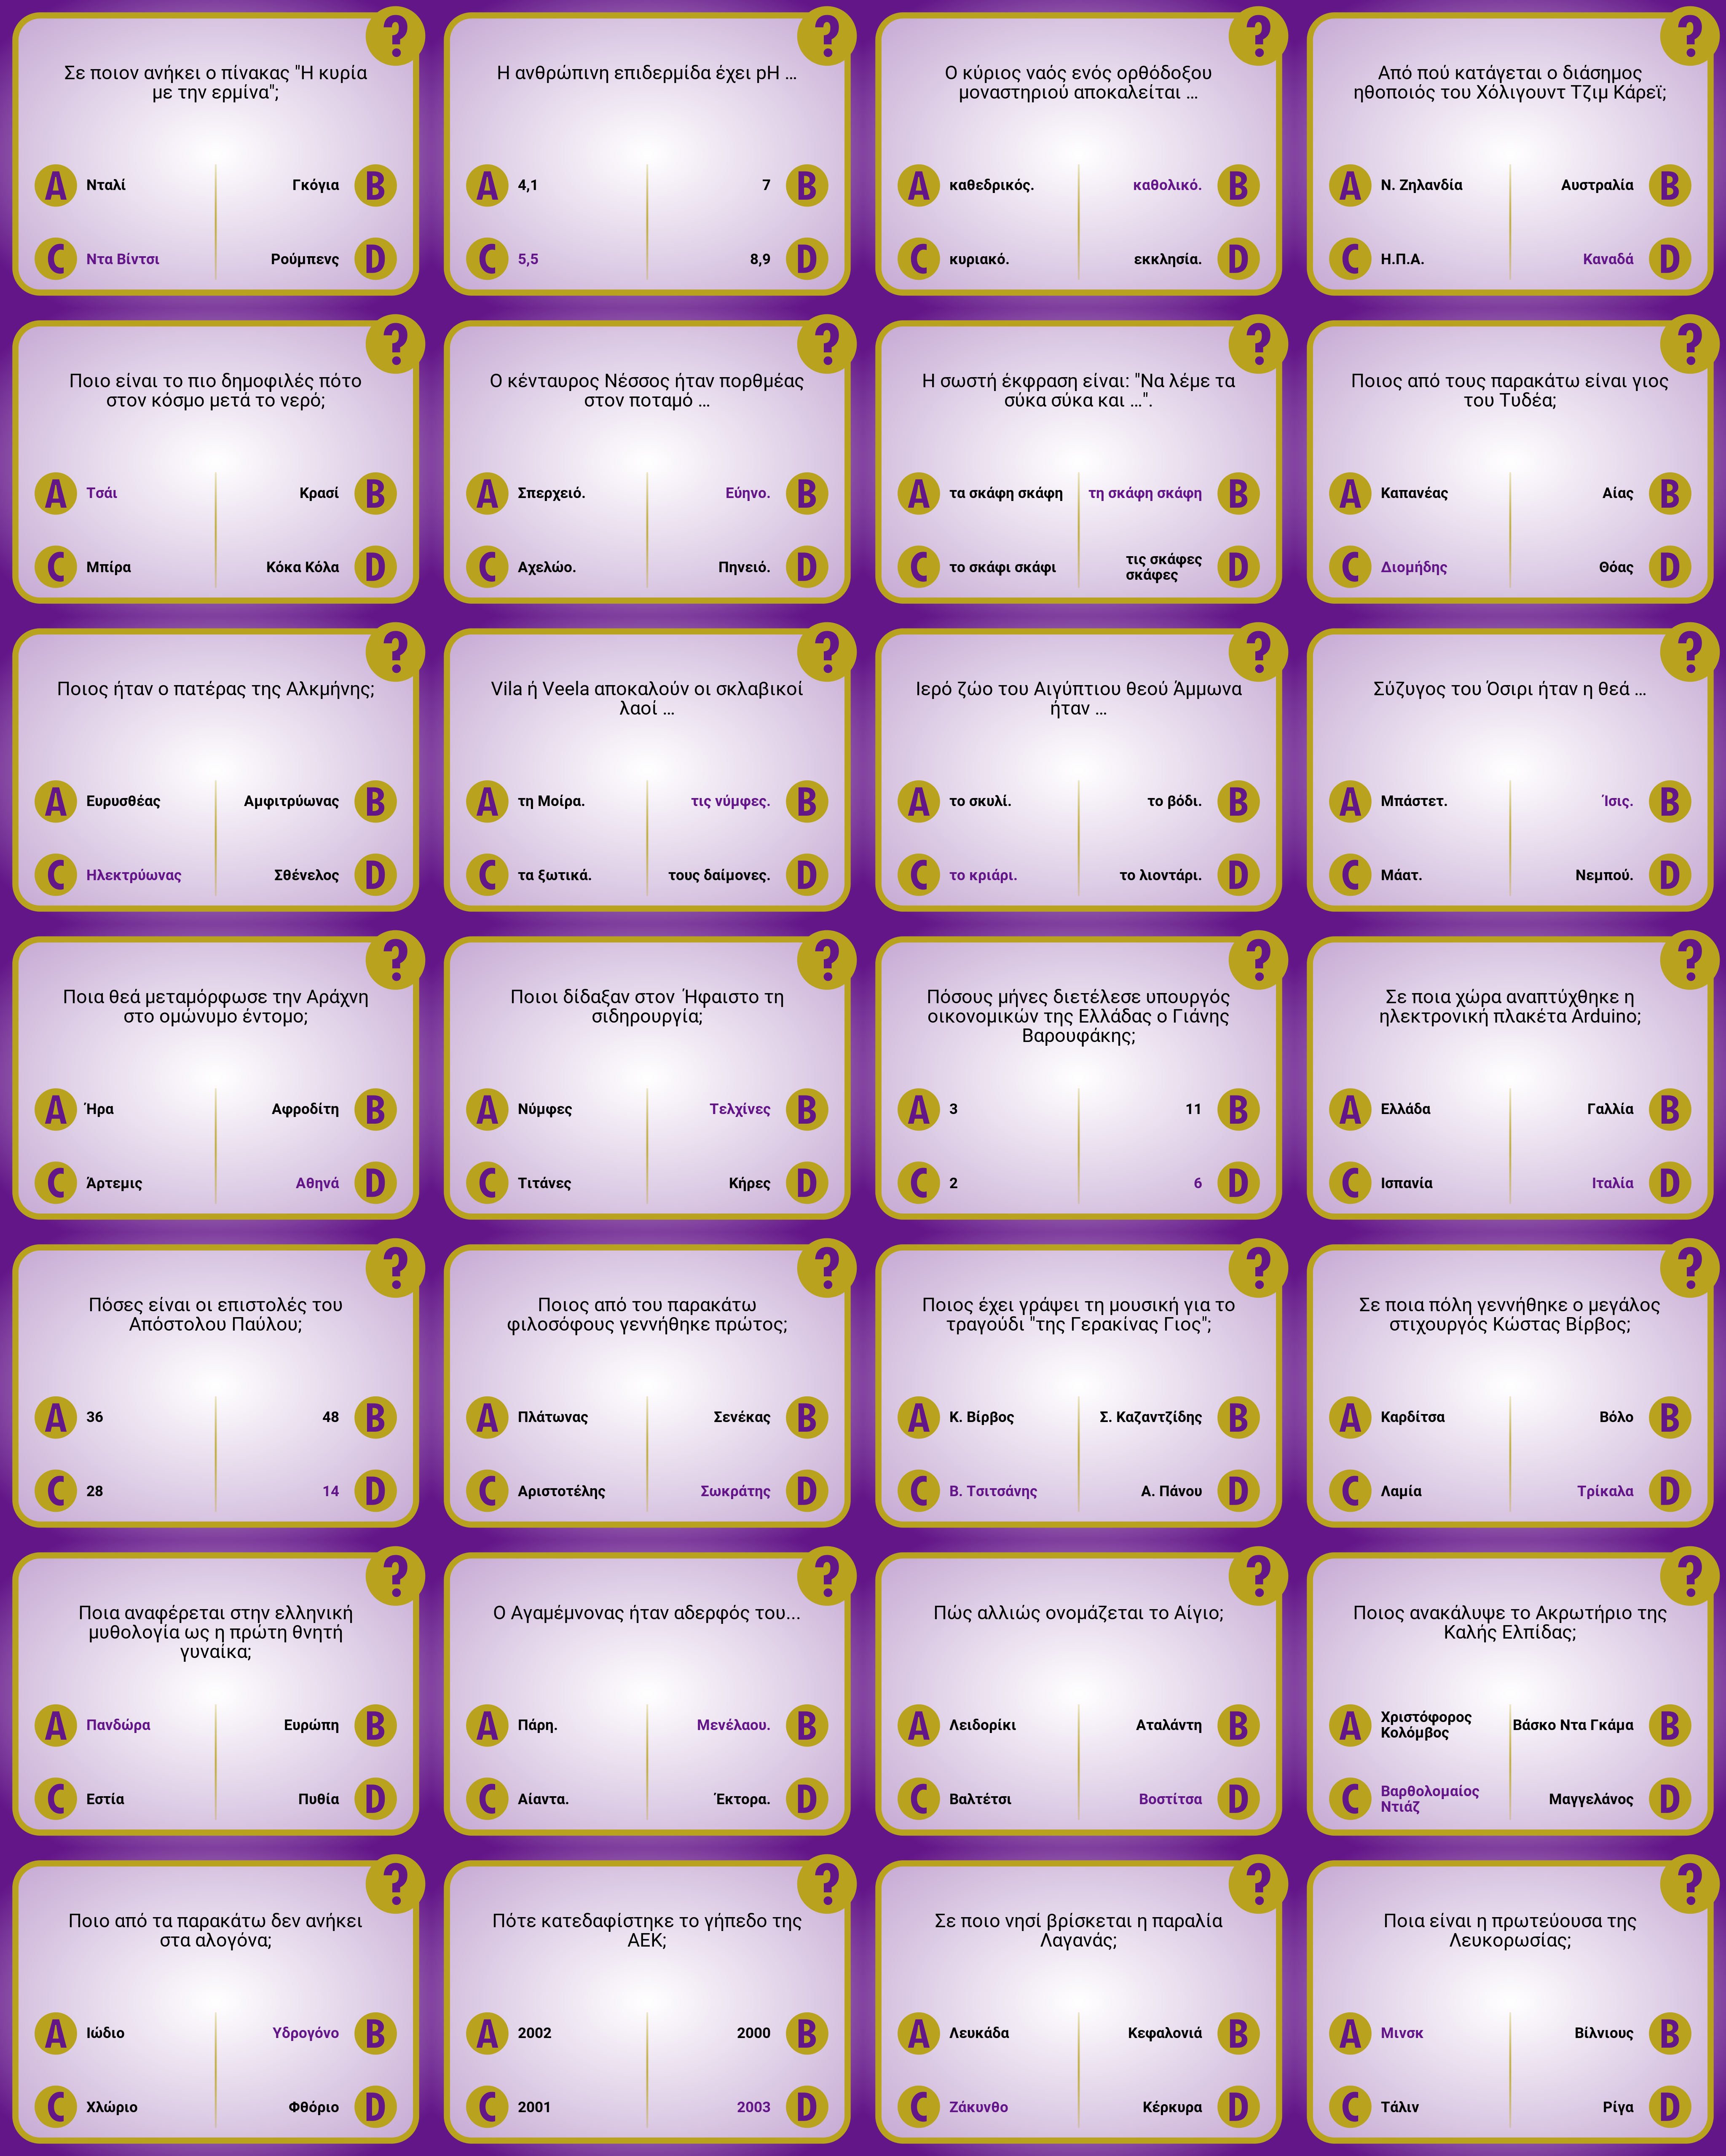 ?
Σε ποιον ανήκει ο πίνακας "Η κυρία
με την ερμίνα";
A Νταλί
Γκόγια B
C Ντα Βίντσι
Ρούμπενς D
?
Η ανθρώπινη επιδερμίδα έχει pH ...
A 4,1
7 B
C 5,5
8,9 D
?
Ο κύριος ναός ενός ορθόδοξου
μοναστηριού αποκαλείται ...
A καθεδρικός.
καθολικό. B
C κυριακό.
εκκλησία. D
?
Από πού κατάγεται ο διάσημος
ηθοποιός του Χόλιγουντ Τζιμ Κάρεϊ;
A Ν. Ζηλανδία
Αυστραλία B
C Η.Π.Α.
Καναδά D
?
Ποιο είναι το πιο δημοφιλές πότο
στον κόσμο μετά το νερό;
A Τσάι
Κρασί B
C Μπίρα
Κόκα Κόλα D
?
Ο κένταυρος Νέσσος ήταν πορθμέας
στον ποταμό ...
A Σπερχειό.
Εύηνο. B
C Αχελώο.
Πηνειό. D
?
Η σωστή έκφραση είναι: "Να λέμε τα
σύκα σύκα και ...".
A τα σκάφη σκάφη
τη σκάφη σκάφη B
C το σκάφι σκάφι
τις σκάφες
σκάφες D
?
Ποιος από τους παρακάτω είναι γιος
του Τυδέα;
A Καπανέας
Αίας B
C Διομήδης
Θόας D
?
Ποιος ήταν ο πατέρας της Αλκμήνης;
A Ευρυσθέας
Αμφιτρύωνας B
C Ηλεκτρύωνας
Σθένελος D
?
Vila ή Veela αποκαλούν οι σκλαβικοί
λαοί ...
A τη Μοίρα.
τις νύμφες. B
C τα ξωτικά.
τους δαίμονες. D
?
Ιερό ζώο του Αιγύπτιου θεού Άμμωνα
ήταν ...
A το σκυλί.
το βόδι. B
C το κριάρι.
το λιοντάρι. D
?
Σύζυγος του Όσιρι ήταν η θεά ...
A Μπάστετ.
Ίσις. B
C Μάατ.
Νεμπού. D
?
Ποια θεά μεταμόρφωσε την Αράχνη
στο ομώνυμο έντομο;
A Ήρα
Αφροδίτη B
C Άρτεμις
Αθηνά D
?
Ποιοι δίδαξαν στον Ήφαιστο τη
σιδηρουργία;
A Νύμφες
Τελχίνες B
C Τιτάνες
Κήρες D
?
Πόσους μήνες διετέλεσε υπουργός
οικονομικών της Ελλάδας ο Γιάνης
Βαρουφάκης;
A 3
11 B
C 2
6 D
?
Σε ποια χώρα αναπτύχθηκε η
ηλεκτρονική πλακέτα Arduino;
A Ελλάδα
Γαλλία B
C Ισπανία
Ιταλία D
?
Πόσες είναι οι επιστολές του
Απόστολου Παύλου;
A 36
48 B
C 28
14 D
?
Ποιος από του παρακάτω
φιλοσόφους γεννήθηκε πρώτος;
A Πλάτωνας
Σενέκας B
C Αριστοτέλης
Σωκράτης D
?
Ποιος έχει γράψει τη μουσική για το
τραγούδι "της Γερακίνας Γιος";
A Κ. Βίρβος
Σ. Καζαντζίδης B
C Β. Τσιτσάνης
Α. Πάνου D
?
Σε ποια πόλη γεννήθηκε ο μεγάλος
στιχουργός Κώστας Βίρβος;
A Καρδίτσα
Βόλο B
C Λαμία
Τρίκαλα D
?
Ποια αναφέρεται στην ελληνική
μυθολογία ως η πρώτη θνητή
γυναίκα;
A Πανδώρα
Ευρώπη B
C Εστία
Πυθία D
?
Ο Αγαμέμνονας ήταν αδερφός του...
A Πάρη.
Μενέλαου. B
C Αίαντα.
Έκτορα. D
?
Πώς αλλιώς ονομάζεται το Αίγιο;
A Λειδορίκι
Αταλάντη B
C Βαλτέτσι
Βοστίτσα D
?
Ποιος ανακάλυψε το Ακρωτήριο της
Καλής Ελπίδας;
A Χριστόφορος
Κολόμβος
Βάσκο Ντα Γκάμα B
C Βαρθολομαίος
Ντιάζ
Μαγγελάνος D
?
Ποιο από τα παρακάτω δεν ανήκει
στα αλογόνα;
A Ιώδιο
Υδρογόνο B
C Χλώριο
Φθόριο D
?
Πότε κατεδαφίστηκε το γήπεδο της
ΑΕΚ;
A 2002
2000 B
C 2001
2003 D
?
Σε ποιο νησί βρίσκεται η παραλία
Λαγανάς;
A Λευκάδα
Κεφαλονιά B
C Ζάκυνθο
Κέρκυρα D
?
Ποια είναι η πρωτεύουσα της
Λευκορωσίας;
A Μινσκ
Βίλνιους B
C Τάλιν
Ρίγα D